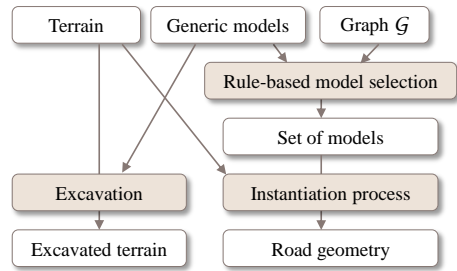 Terrain
Generic models
Graph 𝒢
Rule-based model selection
Set of models
Excavation
Instantiation process
Excavated terrain
Road geometry